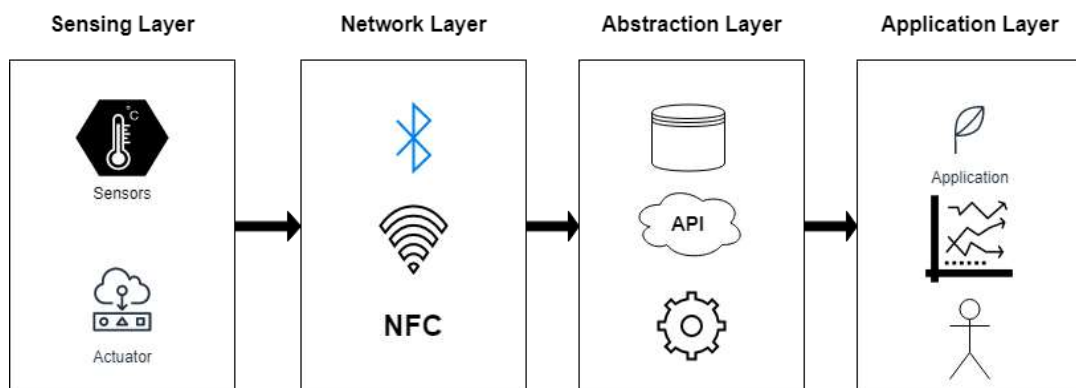 Sensing Layer
Network Layer
Abstraction Layer
Application Layer
°C
Sensors
Actuator
NFC
API
Application